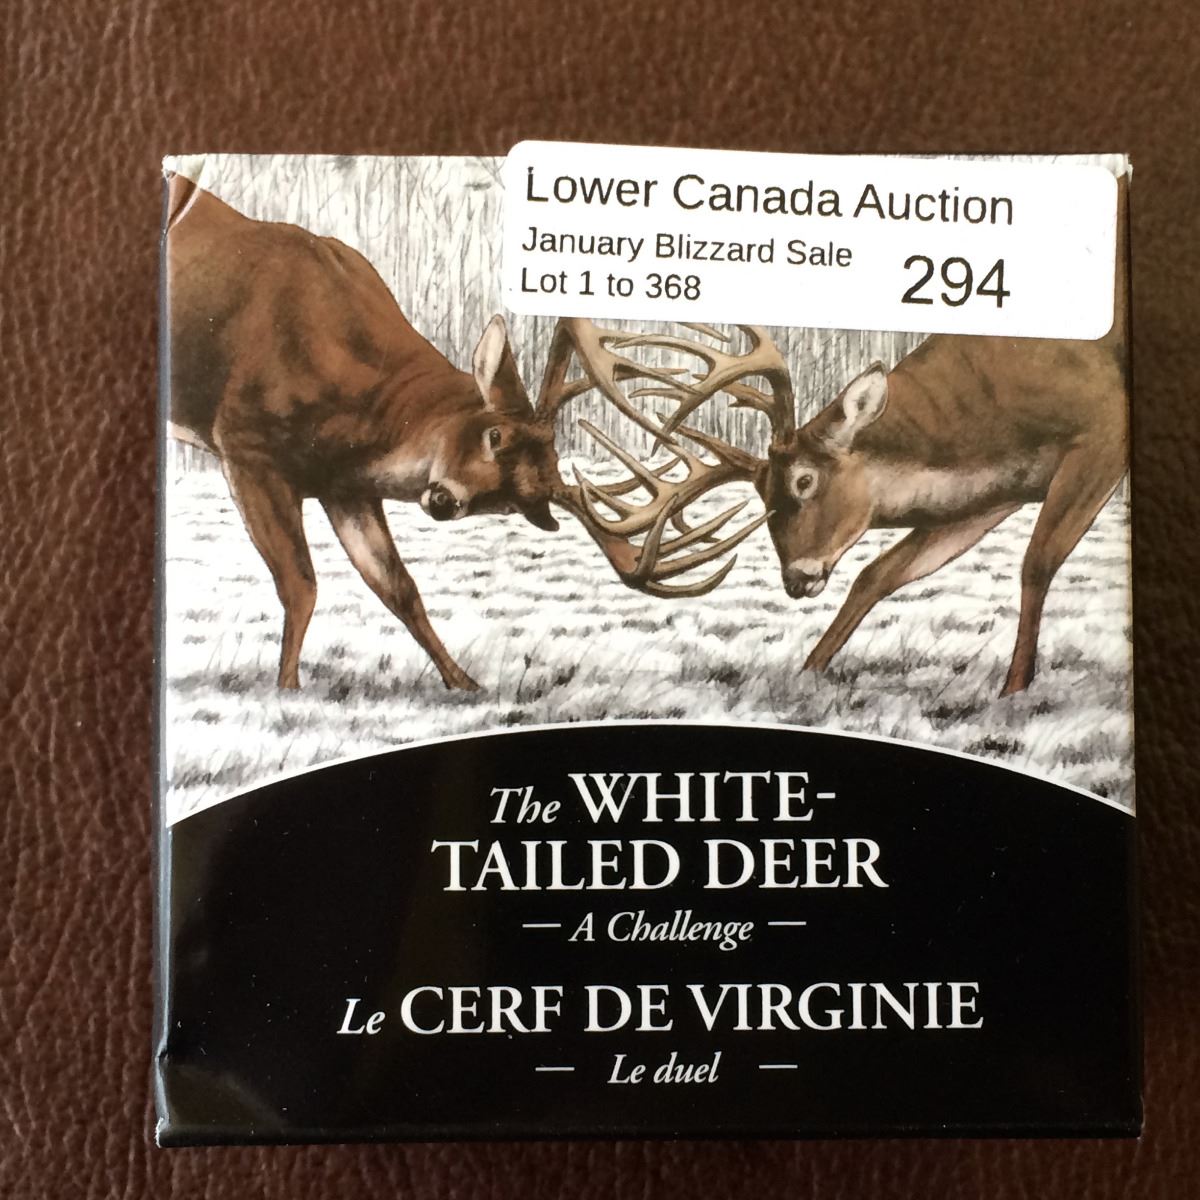 Lower Canada Auction
January Blizzard Sale
Lot 1 to 368
294
The WHITE-
TAILED DEER
— A Challenge —
Le CERF DE VIRGINIE
— Le duel —